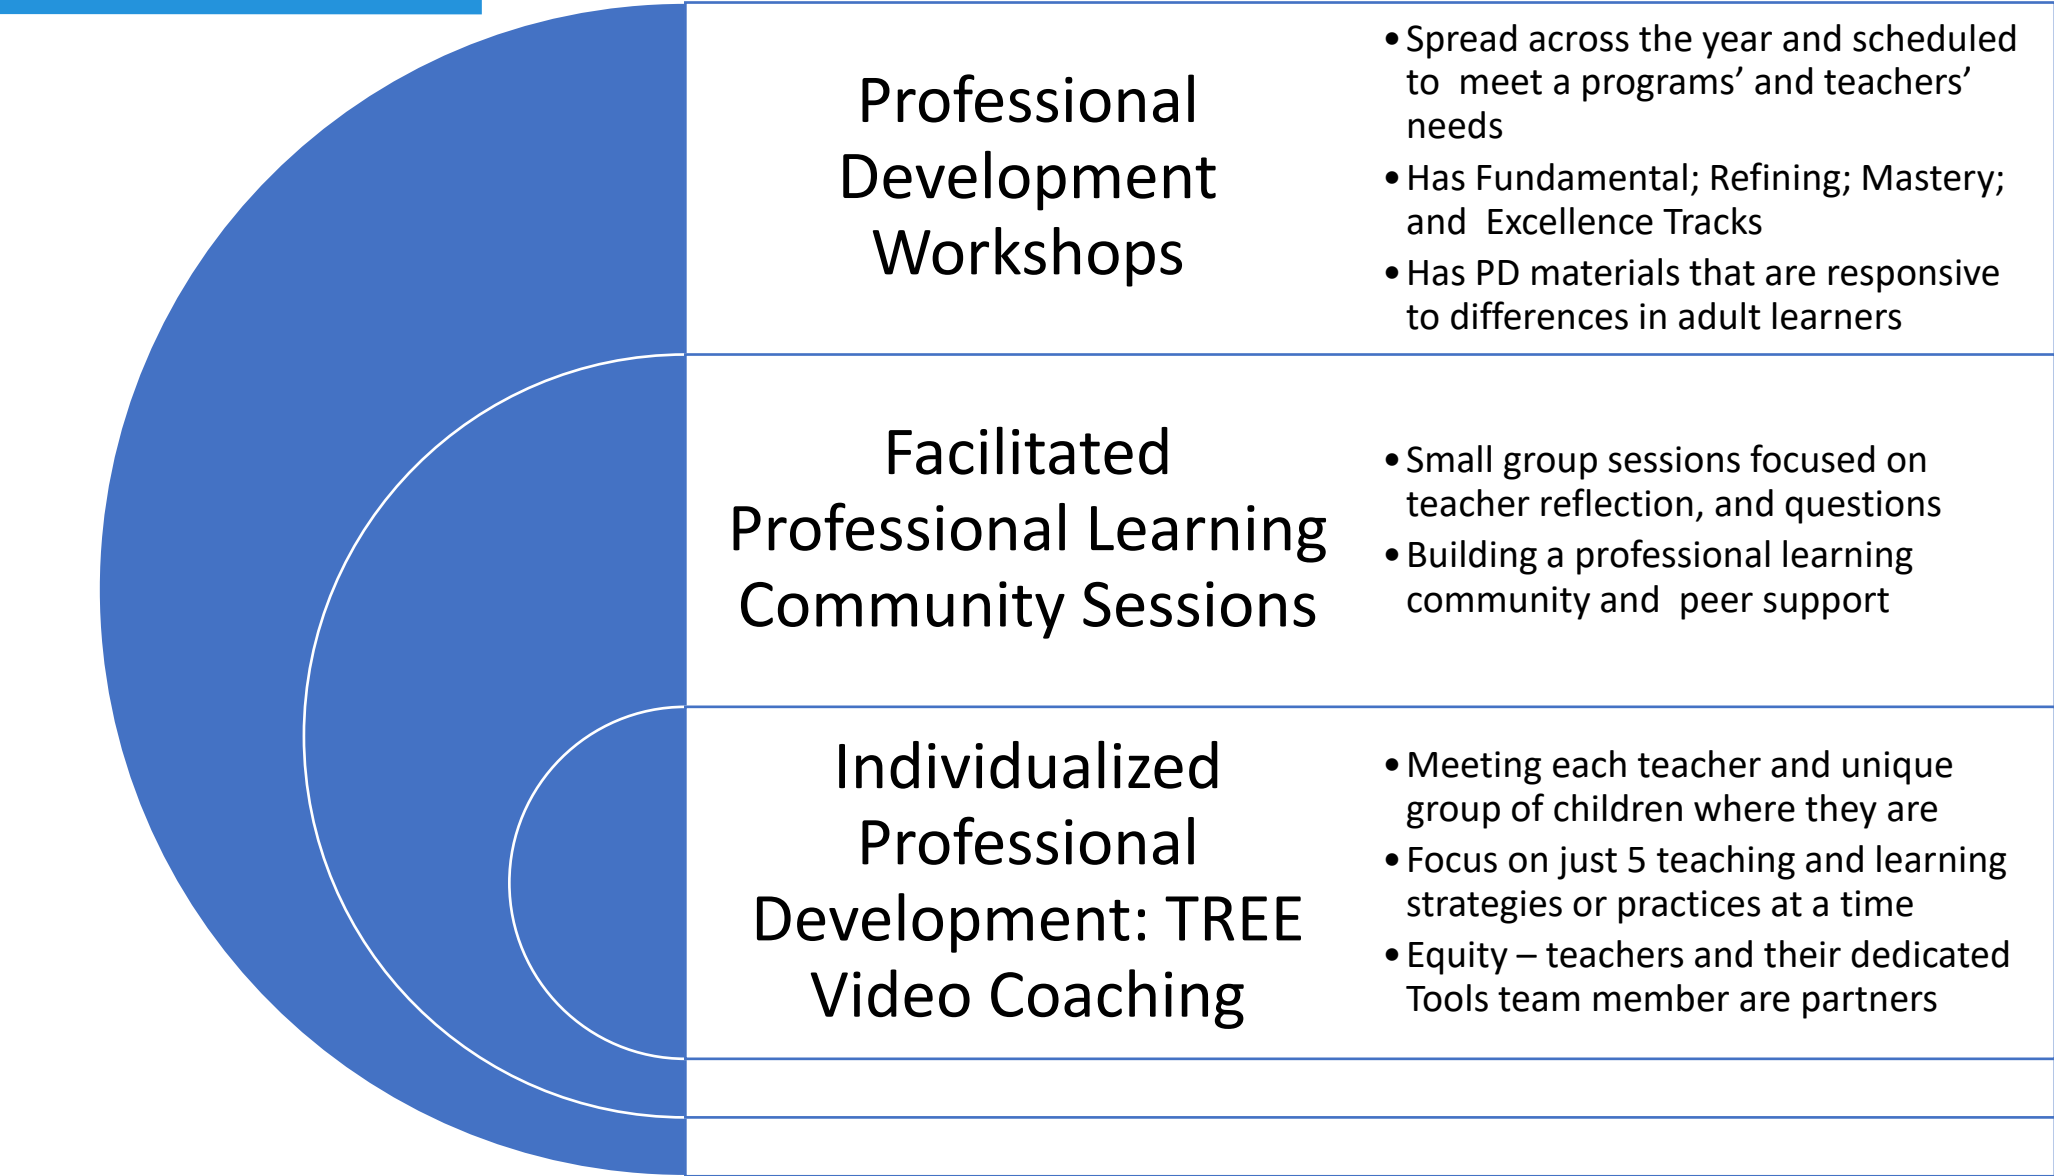 Professional
Development
Workshops
•Spread across the year and scheduled
to  meet a programs’ and teachers’
needs
•Has Fundamental; Refining; Mastery;
and  Excellence Tracks
•Has PD materials that are responsive
to differences in adult learners
Facilitated
Professional Learning
Community Sessions
•Small group sessions focused on
teacher reflection, and questions
•Building a professional learning
community and  peer support
Individualized
Professional
Development: TREE
Video Coaching
•Meeting each teacher and unique
group of children where they are
•Focus on just 5 teaching and learning
strategies or practices at a time
•Equity – teachers and their dedicated
Tools team member are partners